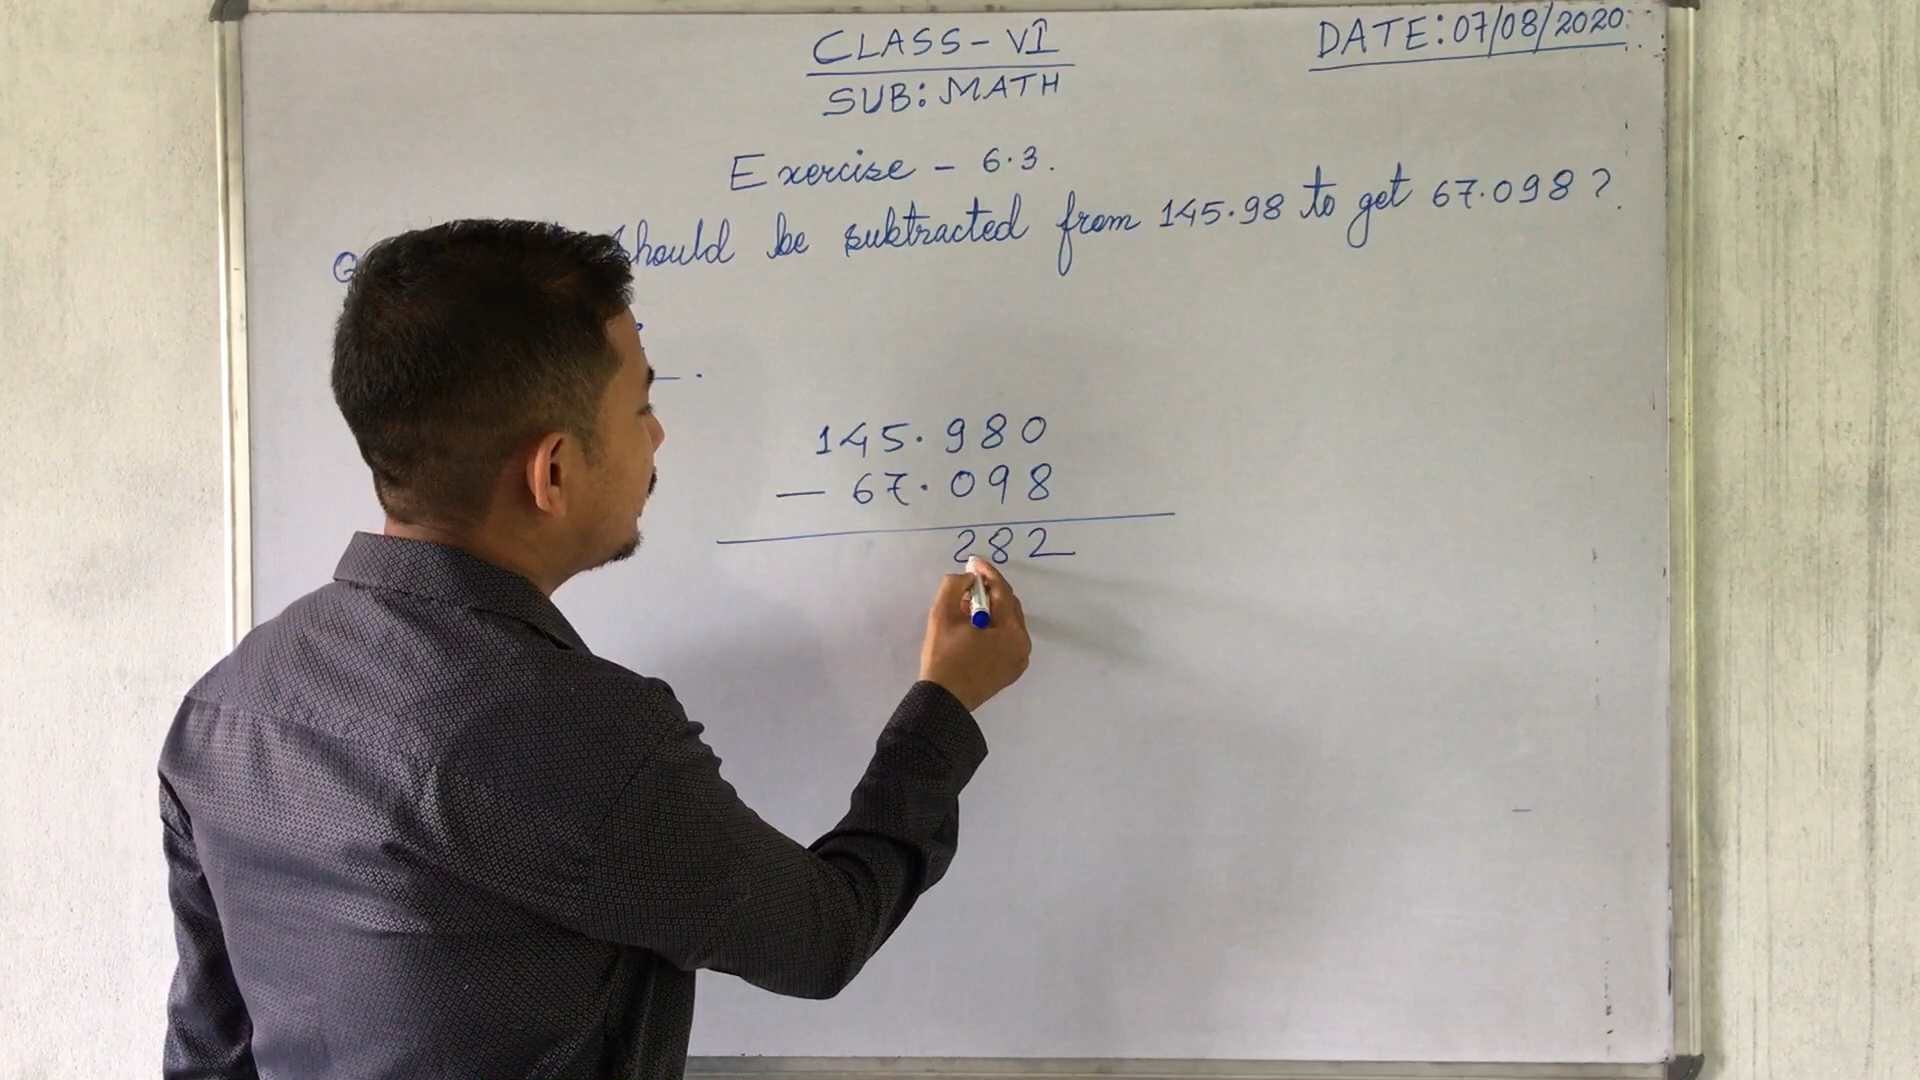 CLASS-VI
DATE: 07/08/2020
SUB: MATH
Exercise - 6.3.
should be subtracted from 145.98 to get 67.098?
145.980
- 67.098
282